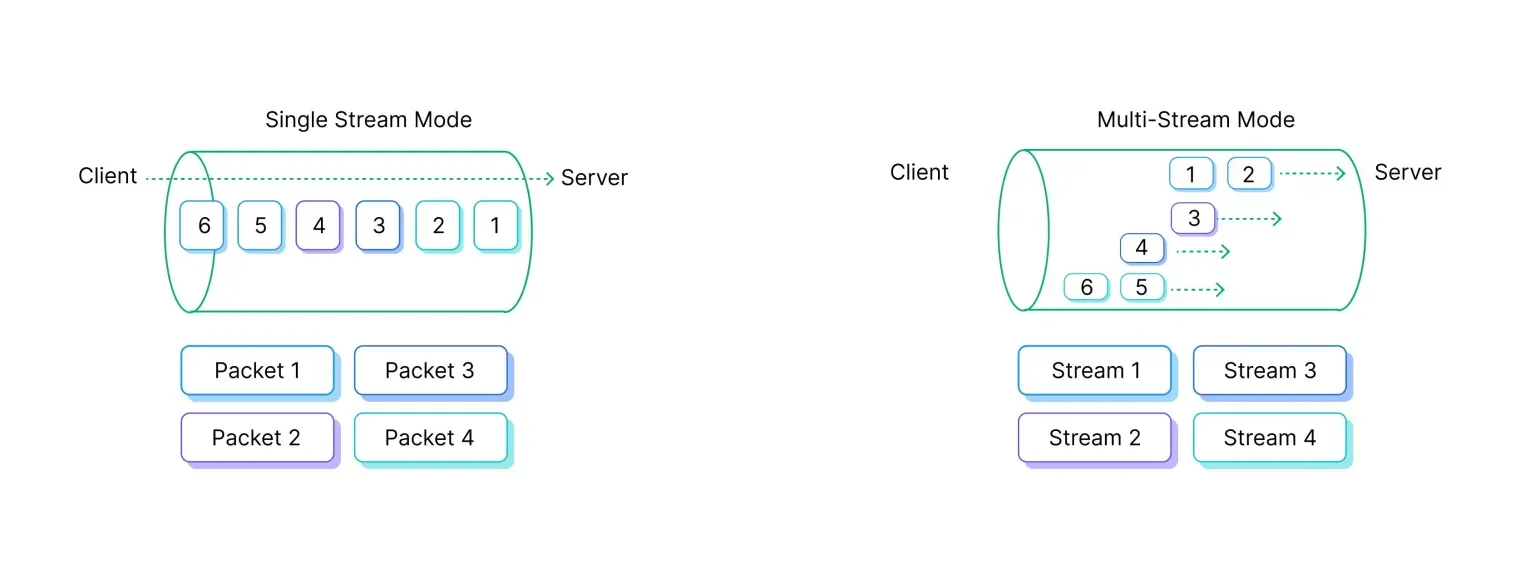 Single Stream Mode
Client
Server
6 5 4 3 2 1
Packet 1
Packet 3
Packet 2
Packet 4
Multi-Stream Mode
Client
Server
1 2
3
4
6 5
Stream 1
Stream 3
Stream 2
Stream 4